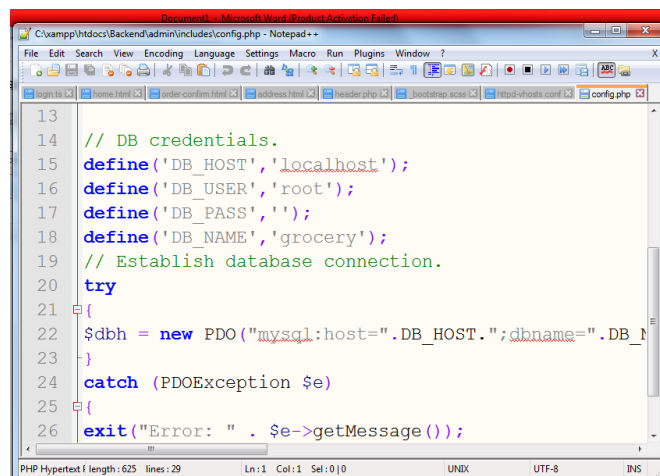 Document1 - Microsoft Word (Product Activation Failed)
C:\xampp\htdocs\Backend\admin\includes\config.php - Notepad++
File Edit Search View Encoding Language Settings Macro Run Plugins Window ? X
login.ts home.html order-confirm.html address.html header.php _bootstrap.scss httpd-vhosts.conf config.php
13
14 // DB credentials.
15 define('DB_HOST','localhost');
16 define('DB_USER','root');
17 define('DB_PASS','');
18 define('DB_NAME','grocery');
19 // Establish database connection.
20 try
21 {
22 $dbh = new PDO("mysql:host=".DB_HOST.";dbname=".DB_N
23 }
24 catch (PDOException $e)
25 {
26 exit("Error: " . $e->getMessage());
PHP Hypertext length : 625 lines : 29 Ln : 1 Col : 1 Sel : 0 | 0 UNIX UTF-8 INS